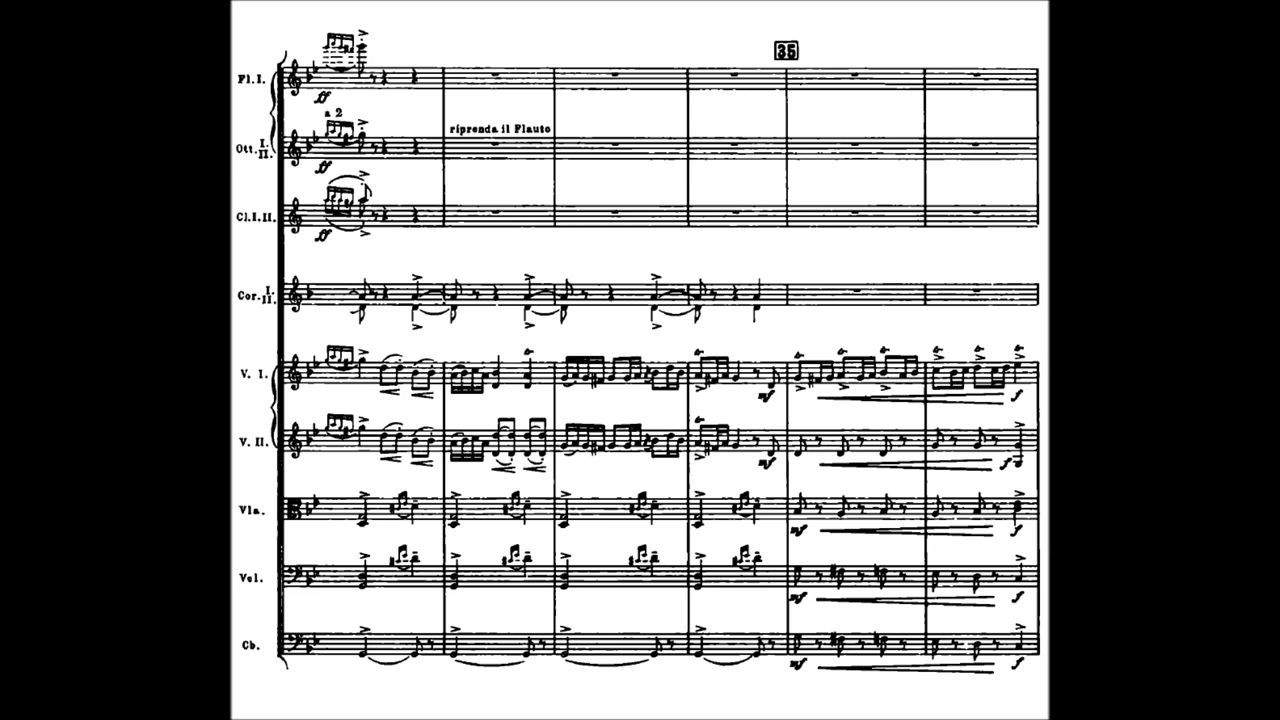 35
Fl. I.
ff
a 2
riprenda il Flauto
Ott. I. II.
ff
Cl. I. II.
ff
Cor. I. II.
V. I.
mf
f
V. II.
mf
f
Vla.
mf
f
Vcl.
mf
f
Cb.
mf
f